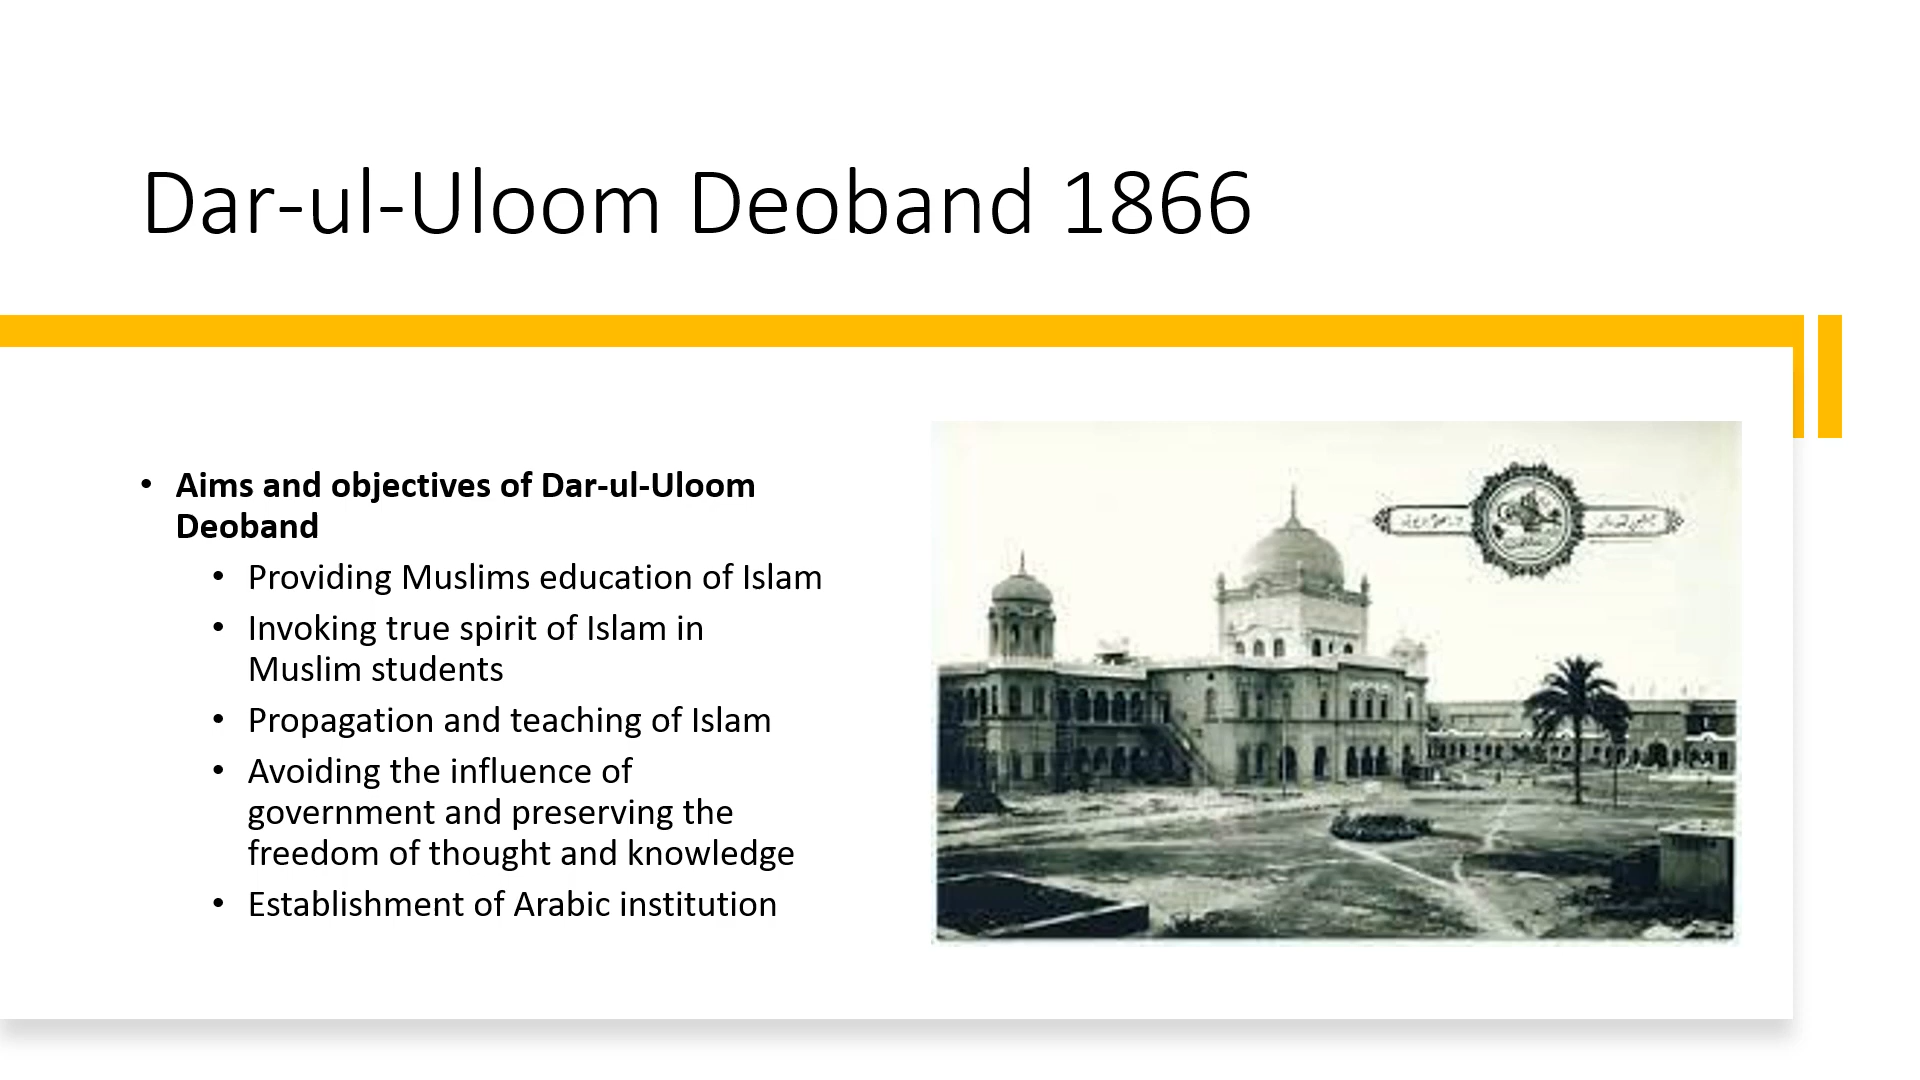 Dar-ul-Uloom Deoband 1866
• Aims and objectives of Dar-ul-Uloom
Deoband
• Providing Muslims education of Islam
• Invoking true spirit of Islam in
Muslim students
• Propagation and teaching of Islam
• Avoiding the influence of
government and preserving the
freedom of thought and knowledge
• Establishment of Arabic institution